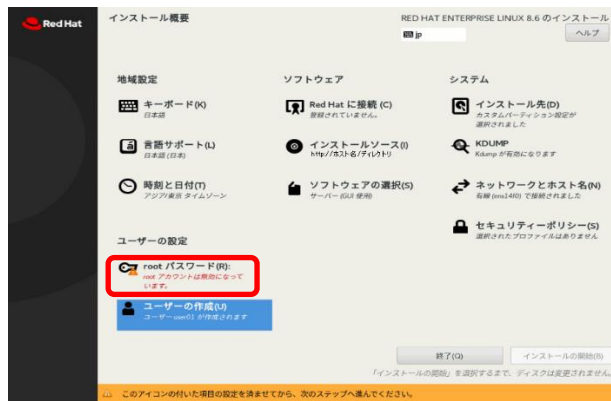 Red Hat
インストール概要
RED HAT ENTERPRISE LINUX 8.6 のインストール
jp
ヘルプ
地域設定
キーボード(K)
日本語
言語サポート(L)
日本語 (日本)
時刻と日付(T)
アジア/東京 タイムゾーン
ソフトウェア
Red Hat に接続 (C)
登録されていません。
インストールソース(I)
http://ホスト名/ディレクトリ
ソフトウェアの選択(S)
サーバー (GUI 使用)
システム
インストール先(D)
カスタムパーティション設定が
選択されました
KDUMP
Kdump が有効になります
ネットワークとホスト名(N)
有線 (ens14f0) で接続されました
セキュリティーポリシー(S)
選択されたプロファイルはありません
ユーザーの設定
root パスワード(R):
root アカウントは無効になって
います。
ユーザーの作成(U)
ユーザー user01 が作成されます
終了(Q)
インストールの開始(B)
「インストールの開始」を選択するまで、ディスクは変更されません。
このアイコンの付いた項目の設定を済ませてから、次のステップへ進んでください。